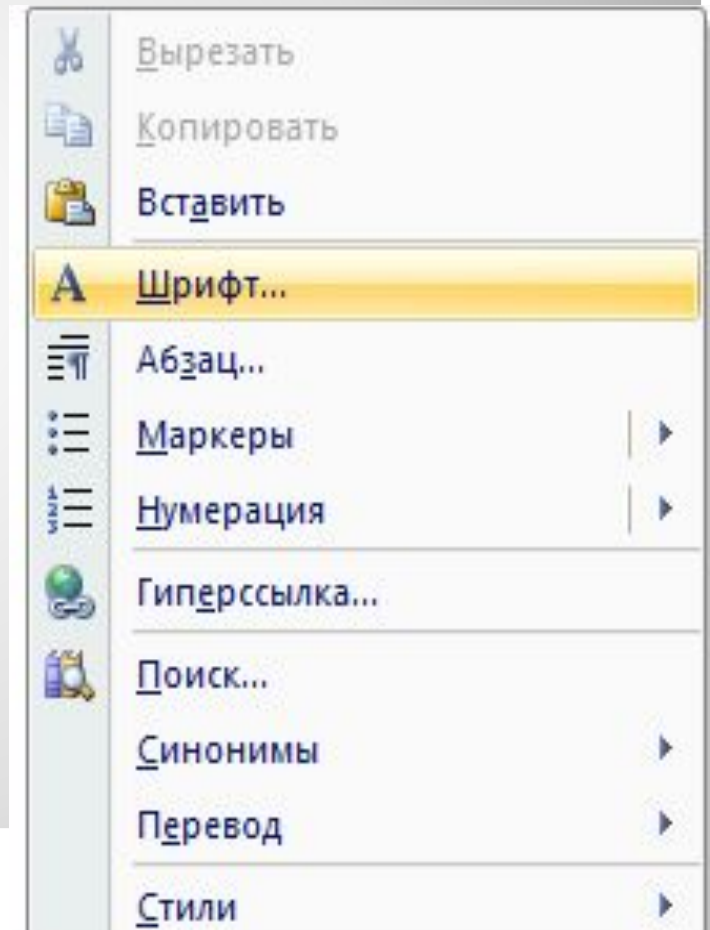 Вырезать
Копировать
Вставить
Шрифт...
Абзац...
Маркеры
Нумерация
Гиперссылка...
Поиск...
Синонимы
Перевод
Стили